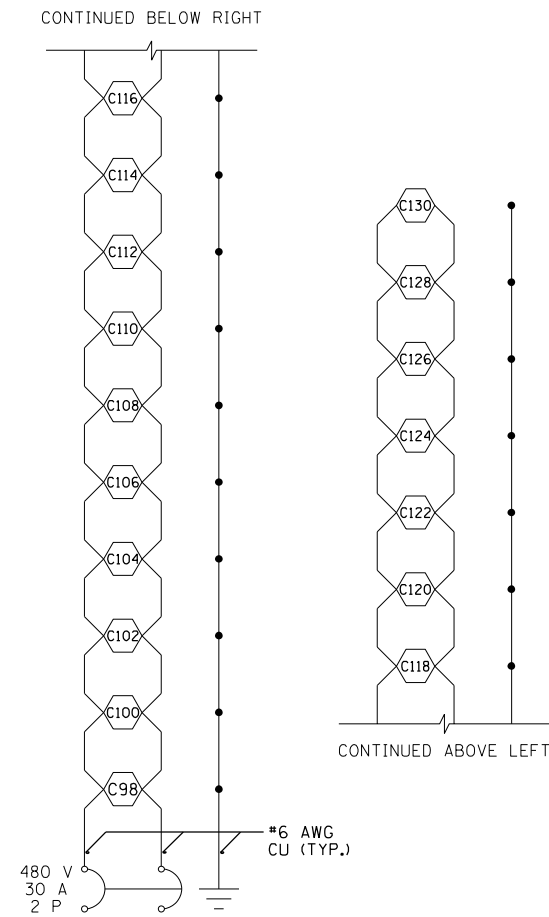 CONTINUED BELOW RIGHT
C116
C114
C112
C110
C108
C106
C104
C102
C100
C98
#6 AWG
CU (TYP.)
480 V
30 A
2 P
C130
C128
C126
C124
C122
C120
C118
CONTINUED ABOVE LEFT